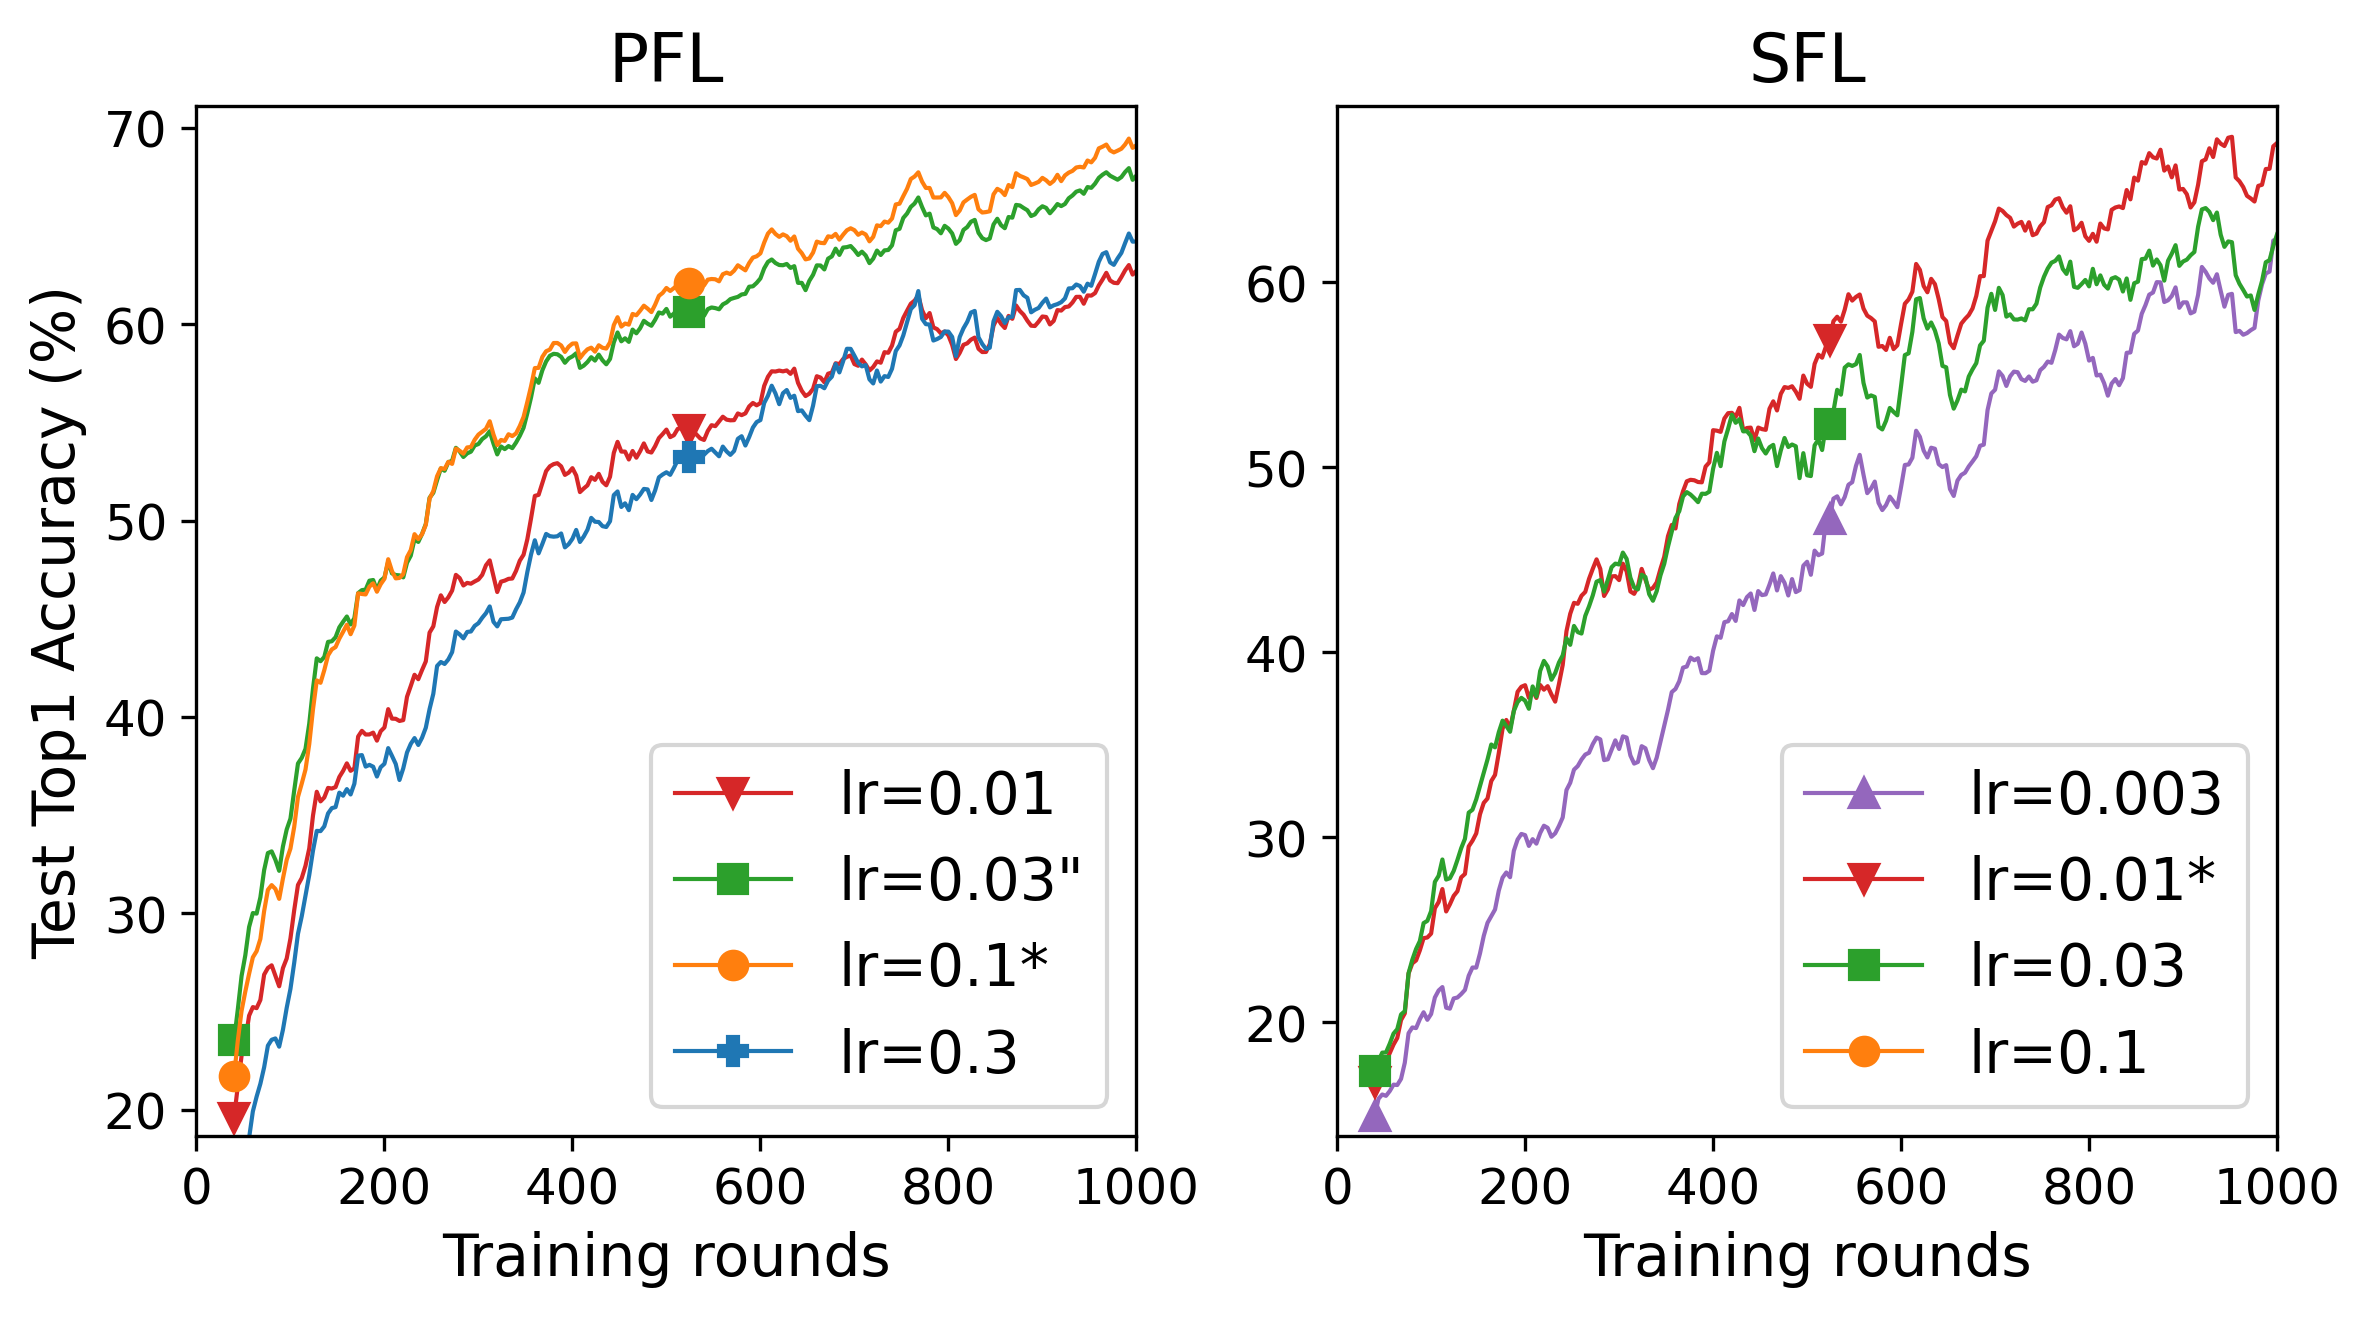 PFL
Test Top1 Accuracy (%)
70
60
50
40
30
20
0 200 400 600 800 1000
Training rounds
lr=0.01
lr=0.03"
lr=0.1*
lr=0.3
SFL
60
50
40
30
20
0 200 400 600 800 1000
Training rounds
lr=0.003
lr=0.01*
lr=0.03
lr=0.1